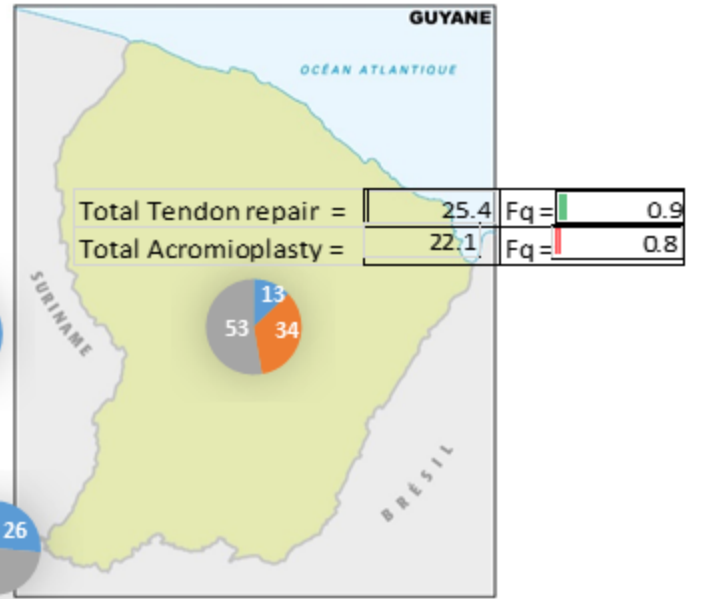 GUYANE
OCÉAN ATLANTIQUE
Total Tendon repair = 25.4 Fq = 0.9
Total Acromioplasty = 22.1 Fq = 0.8
SURINAME
13
53 34
BRÉSIL
26